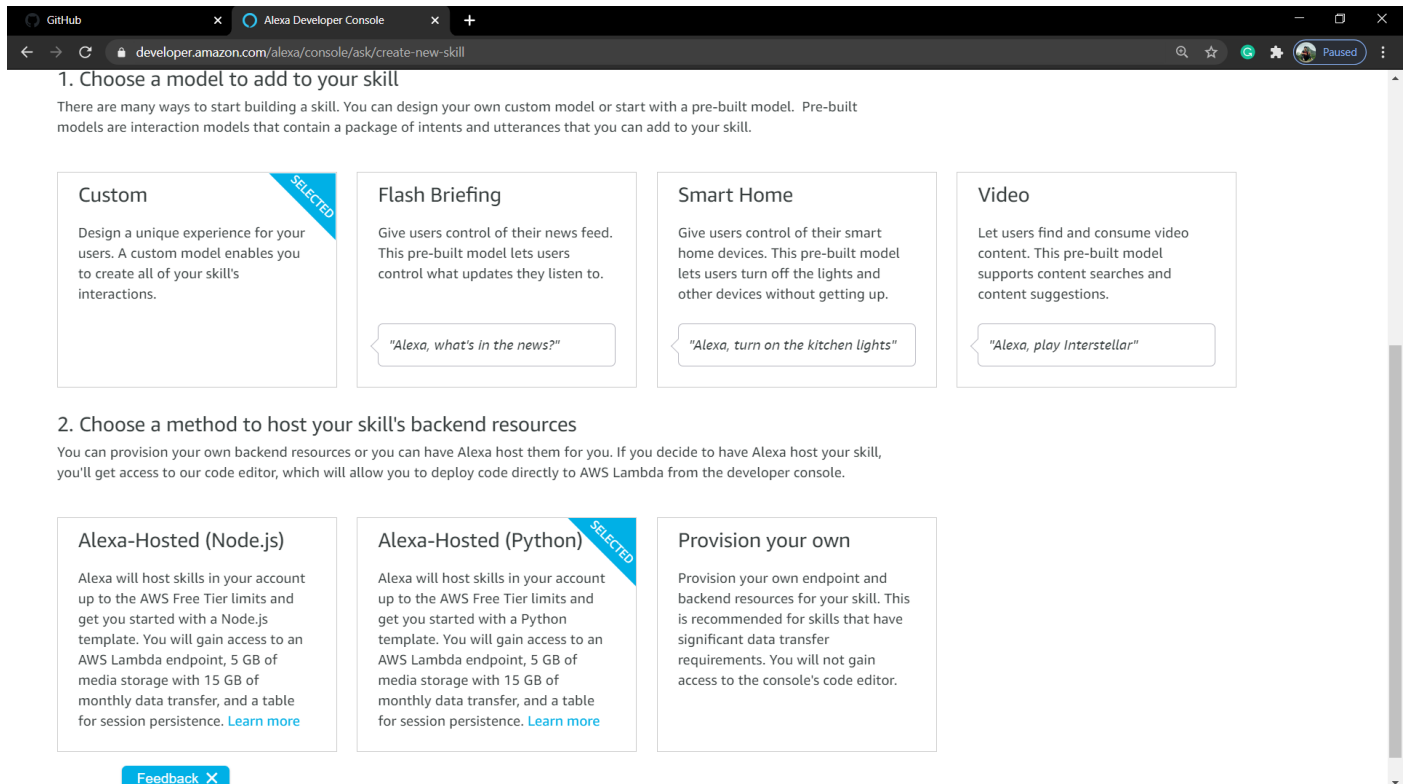 GitHub
Alexa Developer Console
developer.amazon.com/alexa/console/ask/create-new-skill
Paused
1. Choose a model to add to your skill
There are many ways to start building a skill. You can design your own custom model or start with a pre-built model. Pre-built
models are interaction models that contain a package of intents and utterances that you can add to your skill.
Custom
SELECTED
Design a unique experience for your
users. A custom model enables you
to create all of your skill's
interactions.
Flash Briefing
Give users control of their news feed.
This pre-built model lets users
control what updates they listen to.
"Alexa, what's in the news?"
Smart Home
Give users control of their smart
home devices. This pre-built model
lets users turn off the lights and
other devices without getting up.
"Alexa, turn on the kitchen lights"
Video
Let users find and consume video
content. This pre-built model
supports content searches and
content suggestions.
"Alexa, play Interstellar"
2. Choose a method to host your skill's backend resources
You can provision your own backend resources or you can have Alexa host them for you. If you decide to have Alexa host your skill,
you'll get access to our code editor, which will allow you to deploy code directly to AWS Lambda from the developer console.
Alexa-Hosted (Node.js)
Alexa will host skills in your account
up to the AWS Free Tier limits and
get you started with a Node.js
template. You will gain access to an
AWS Lambda endpoint, 5 GB of
media storage with 15 GB of
monthly data transfer, and a table
for session persistence. Learn more
Alexa-Hosted (Python)
SELECTED
Alexa will host skills in your account
up to the AWS Free Tier limits and
get you started with a Python
template. You will gain access to an
AWS Lambda endpoint, 5 GB of
media storage with 15 GB of
monthly data transfer, and a table
for session persistence. Learn more
Provision your own
Provision your own endpoint and
backend resources for your skill. This
is recommended for skills that have
significant data transfer
requirements. You will not gain
access to the console's code editor.
Feedback